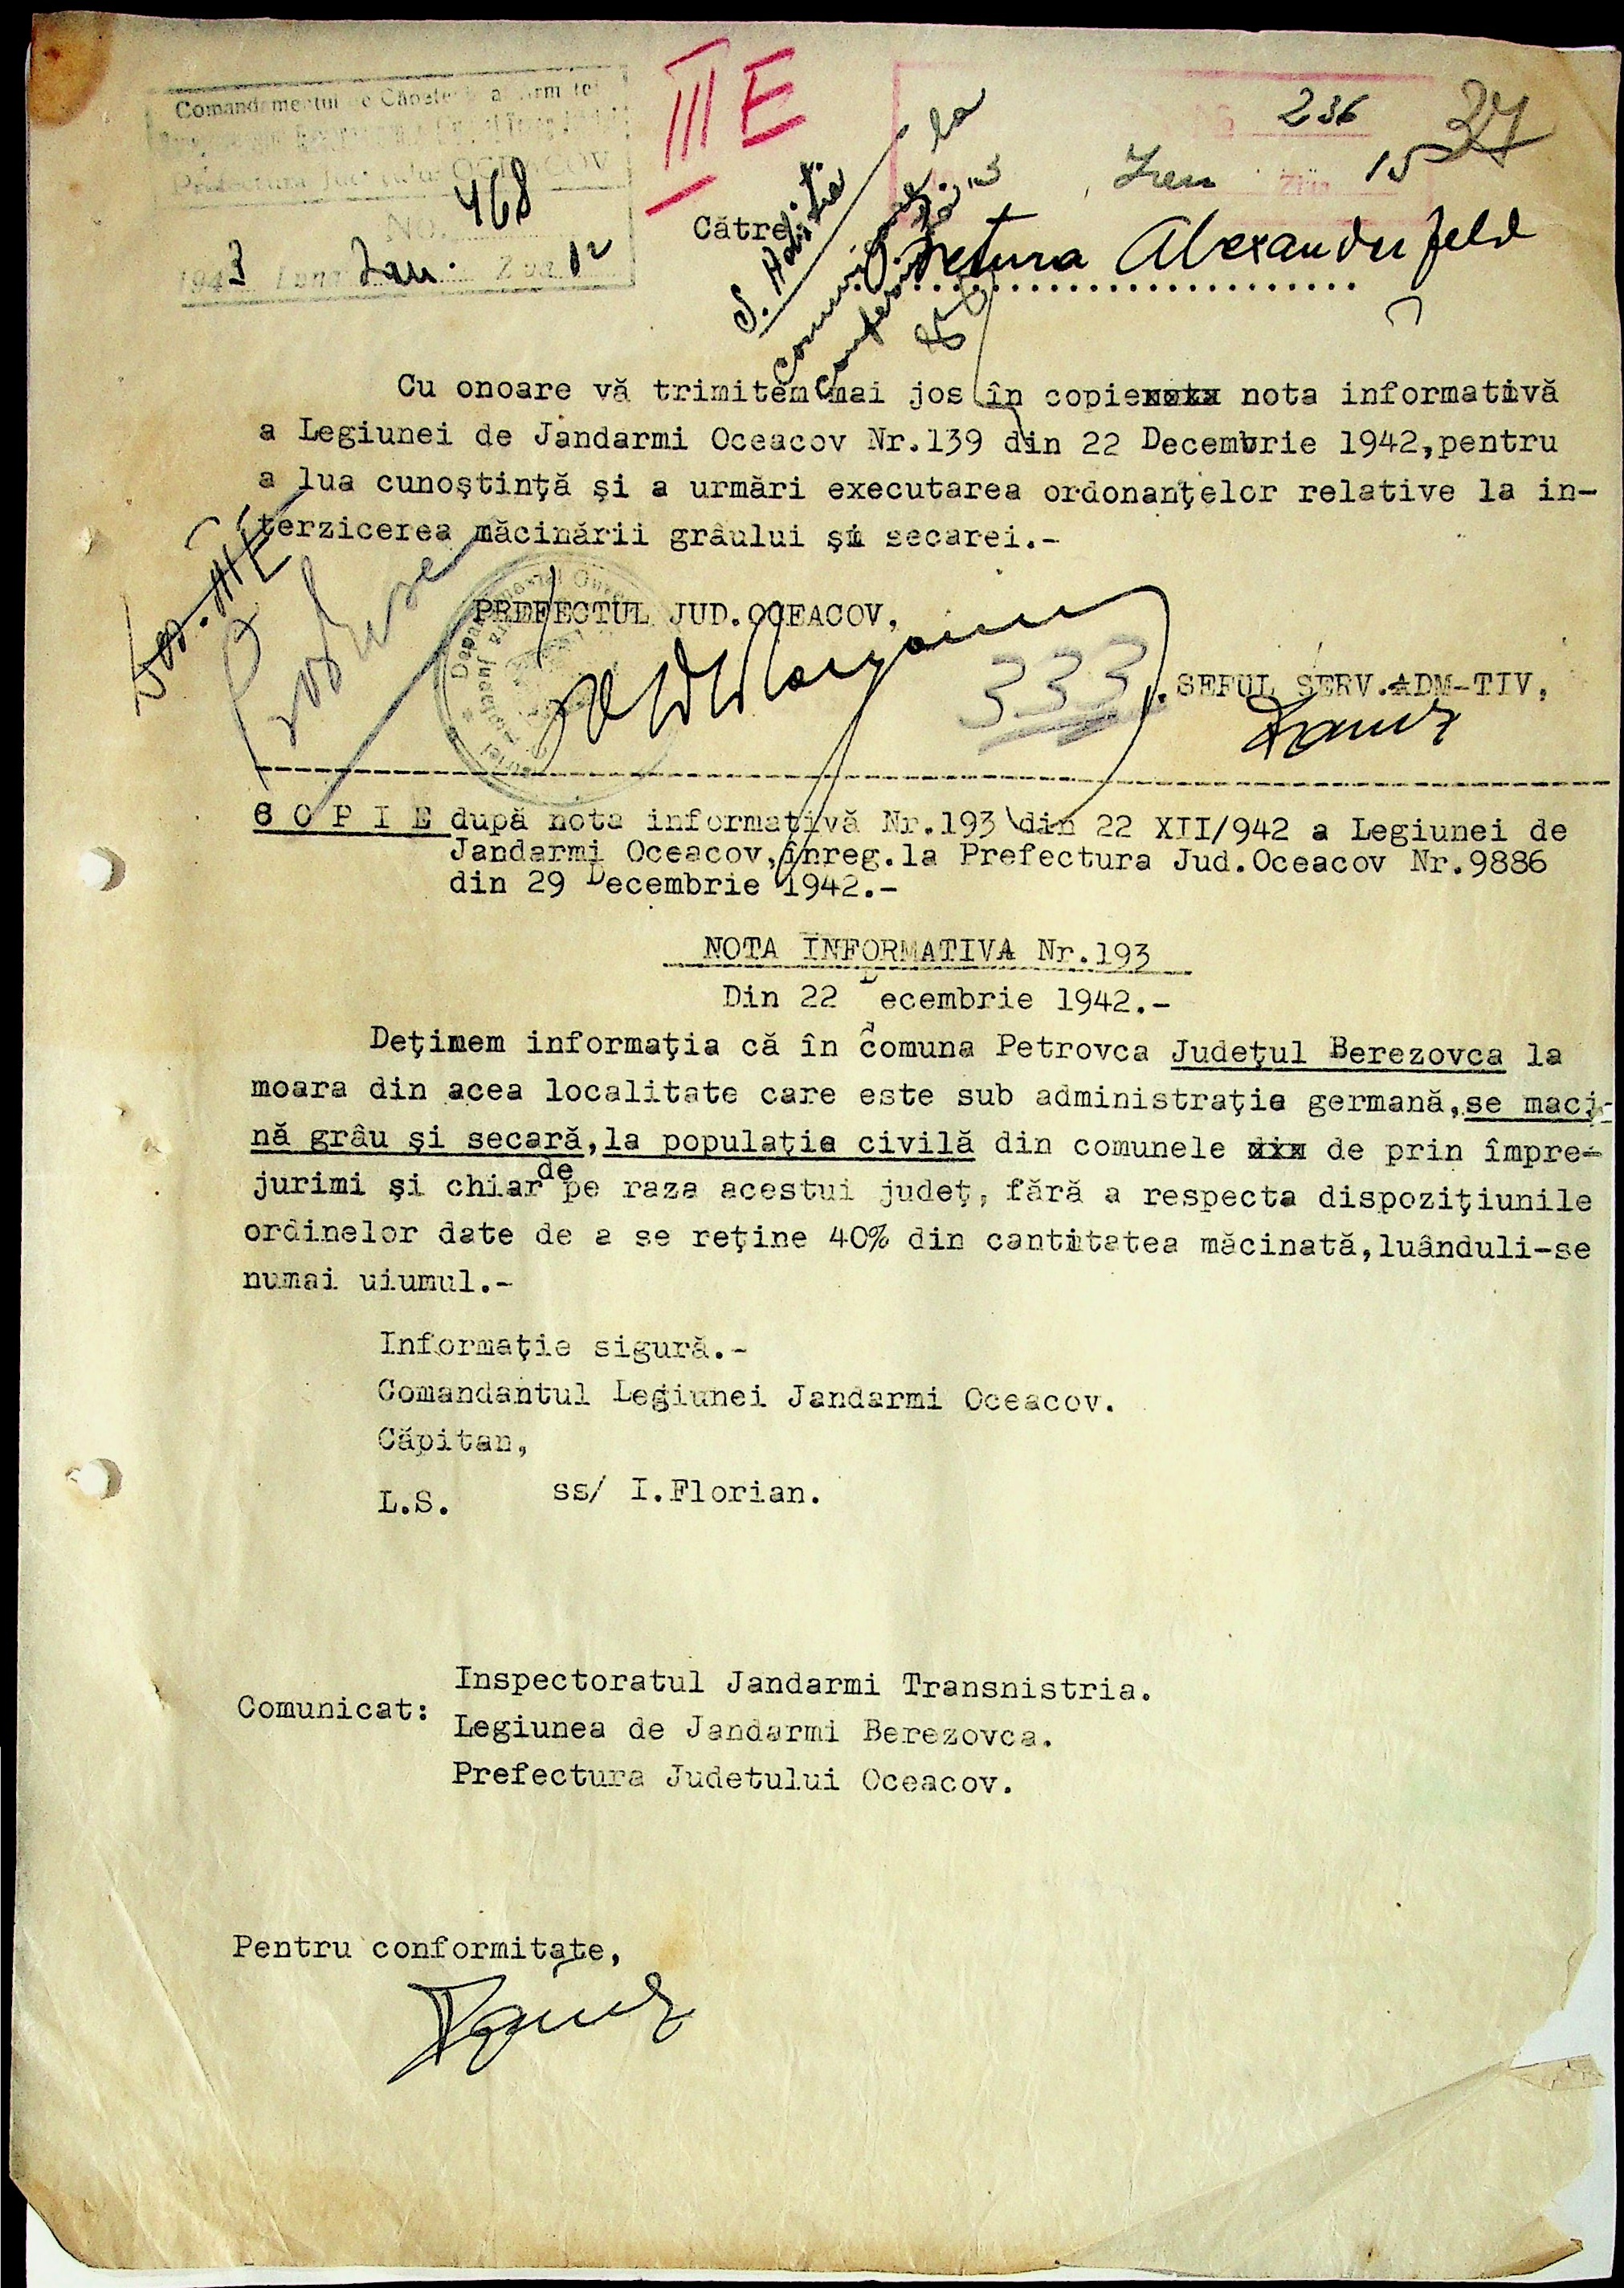 III E
236
37
15
Prefectura OCEACOV
No. 468
1943 Luna Ian. Ziua 12
Către
Pretura Alexanderfeld
Cu onoare vă trimitem mai jos în copie nota informativă
a Legiunei de Jandarmi Oceacov Nr.139 din 22 Decembrie 1942,pentru
a lua cunoştinţă şi a urmări executarea ordonanţelor relative la in-
terzicerea măcinării grâului şi secarei.-
PREFECTUL JUD.OCEACOV,
333
SEFUL SERV.ADM-TIV,
C O P I E după nota informativă Nr.193 din 22 XII/942 a Legiunei de
Jandarmi Oceacov,înreg.la Prefectura Jud.Oceacov Nr.9886
din 29 Decembrie 1942.-
NOTA INFORMATIVA Nr.193
Din 22 Decembrie 1942.-
Deţinem informaţia că în comuna Petrovca Judeţul Berezovca la
moara din acea localitate care este sub administraţia germană,se maci-
nă grâu şi secară,la populaţia civilă din comunele de prin împre-
jurimi şi chiar de pe raza acestui judeţ, fără a respecta dispoziţiunile
ordinelor date de a se reţine 40% din cantitatea măcinată,luânduli-se
numai uiumul.-
Informaţie sigură.-
Comandantul Legiunei Jandarmi Oceacov.
Căpitan,
L.S. ss/ I.Florian.
Comunicat:
Inspectoratul Jandarmi Transnistria.
Legiunea de Jandarmi Berezovca.
Prefectura Judetului Oceacov.
Pentru conformitate,